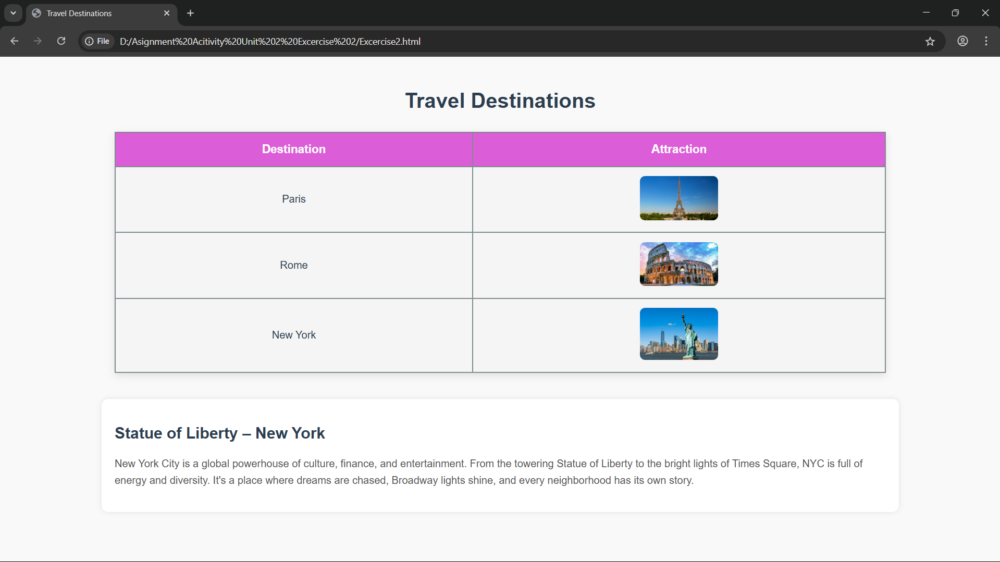 Travel Destinations
File
D:/Asignment%20Acitivity%20Unit%202%20Excercise%202/Excercise2.html
Travel Destinations
Destination
Attraction
Paris
Rome
New York
Statue of Liberty – New York
New York City is a global powerhouse of culture, finance, and entertainment. From the towering Statue of Liberty to the bright lights of Times Square, NYC is full of
energy and diversity. It's a place where dreams are chased, Broadway lights shine, and every neighborhood has its own story.